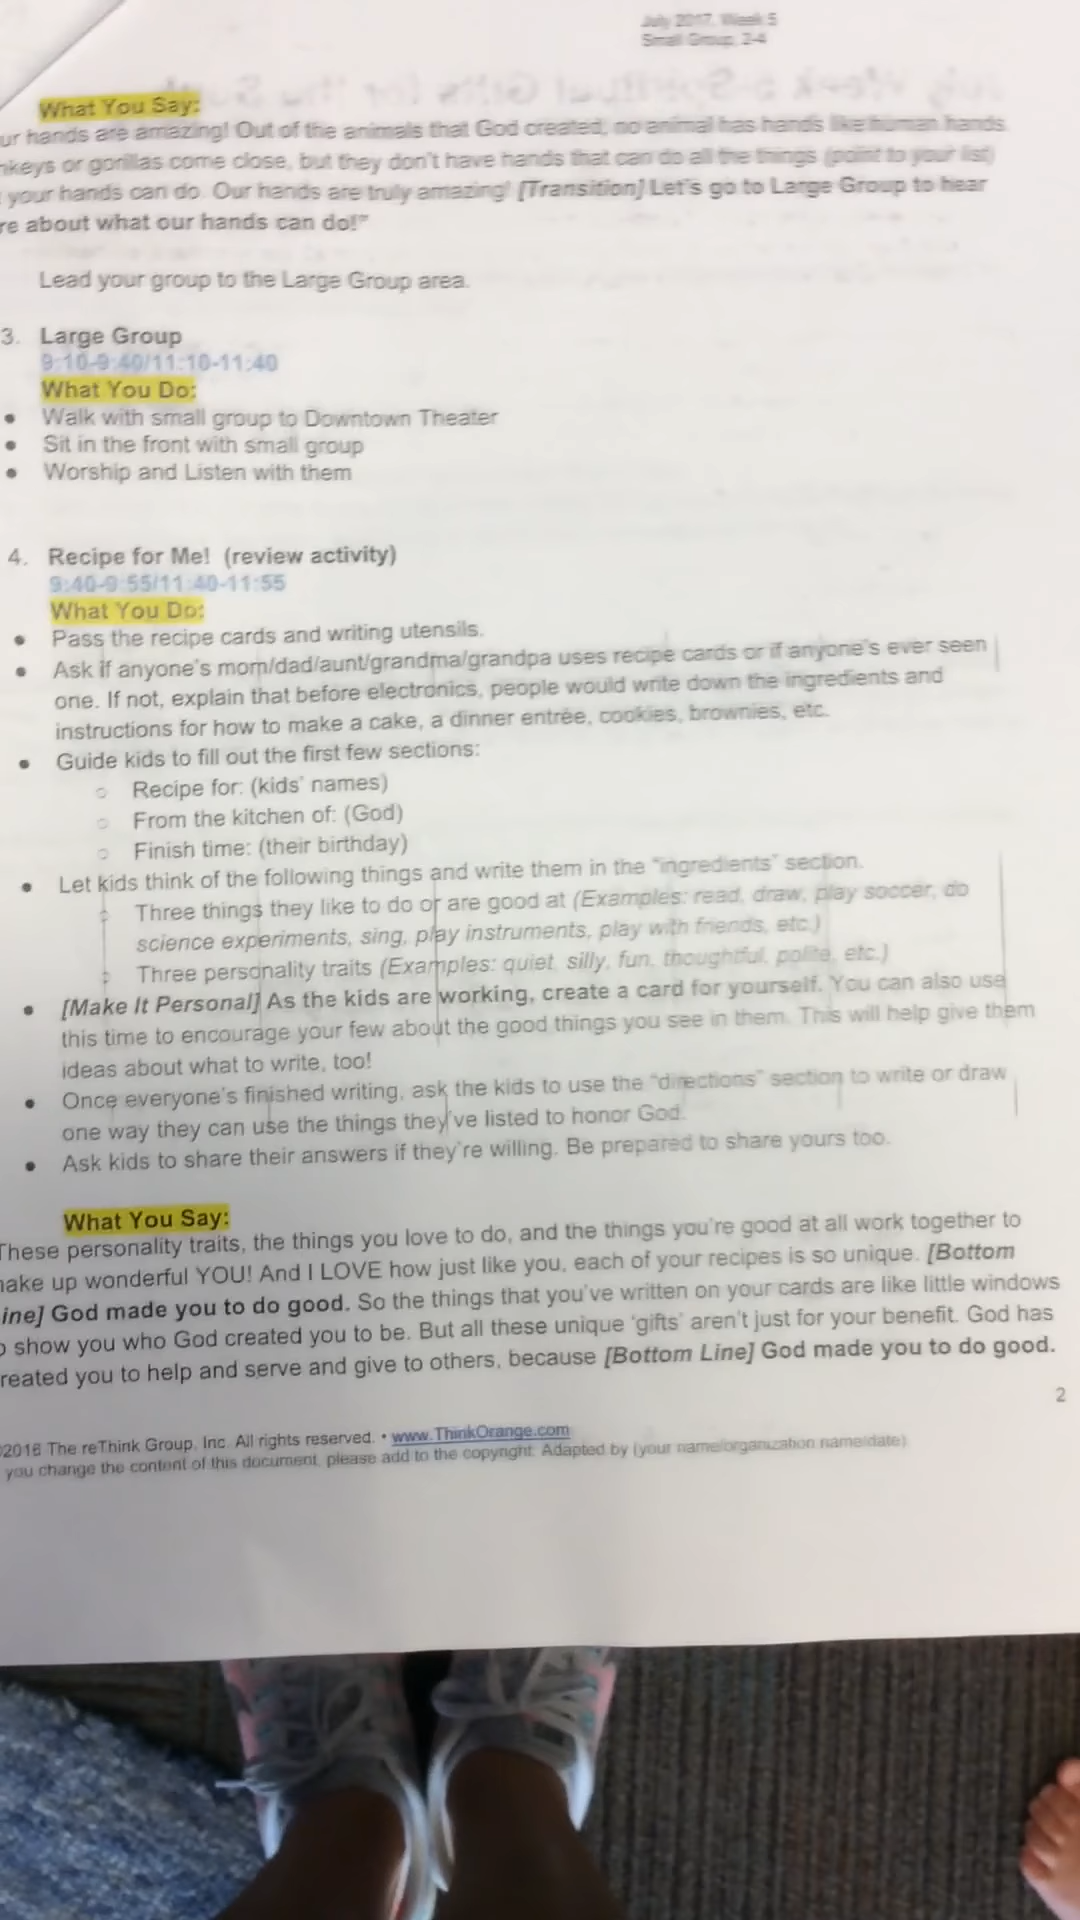 July 2017, Week 5
Small Group, 2-4
What You Say:
ur hands are amazing! Out of the animals that God created, no animal has hands like human hands.
nkeys or gorillas come close, but they don't have hands that can do all the things (point to your list)
your hands can do. Our hands are truly amazing! [Transition] Let's go to Large Group to hear
re about what our hands can do!"
Lead your group to the Large Group area.
3. Large Group
9:10-9:40/11:10-11:40
What You Do:
• Walk with small group to Downtown Theater
• Sit in the front with small group
• Worship and Listen with them
4. Recipe for Me! (review activity)
9:40-9:55/11:40-11:55
What You Do:
• Pass the recipe cards and writing utensils.
• Ask if anyone's mom/dad/aunt/grandma/grandpa uses recipe cards or if anyone's ever seen
one. If not, explain that before electronics, people would write down the ingredients and
instructions for how to make a cake, a dinner entrée, cookies, brownies, etc.
• Guide kids to fill out the first few sections:
○ Recipe for: (kids' names)
○ From the kitchen of: (God)
○ Finish time: (their birthday)
• Let kids think of the following things and write them in the "ingredients" section.
○ Three things they like to do or are good at (Examples: read, draw, play soccer, do
science experiments, sing, play instruments, play with friends, etc.)
○ Three personality traits (Examples: quiet, silly, fun, thoughtful, polite, etc.)
• [Make It Personal] As the kids are working, create a card for yourself. You can also use
this time to encourage your few about the good things you see in them. This will help give them
ideas about what to write, too!
• Once everyone's finished writing, ask the kids to use the "directions" section to write or draw
one way they can use the things they've listed to honor God.
• Ask kids to share their answers if they're willing. Be prepared to share yours too.
What You Say:
These personality traits, the things you love to do, and the things you're good at all work together to
nake up wonderful YOU! And I LOVE how just like you, each of your recipes is so unique. [Bottom
ine] God made you to do good. So the things that you've written on your cards are like little windows
o show you who God created you to be. But all these unique 'gifts' aren't just for your benefit. God has
reated you to help and serve and give to others, because [Bottom Line] God made you to do good.
2
©2016 The reThink Group, Inc. All rights reserved. • www.ThinkOrange.com
you change the content of this document, please add to the copyright: Adapted by (your name/organization name/date)